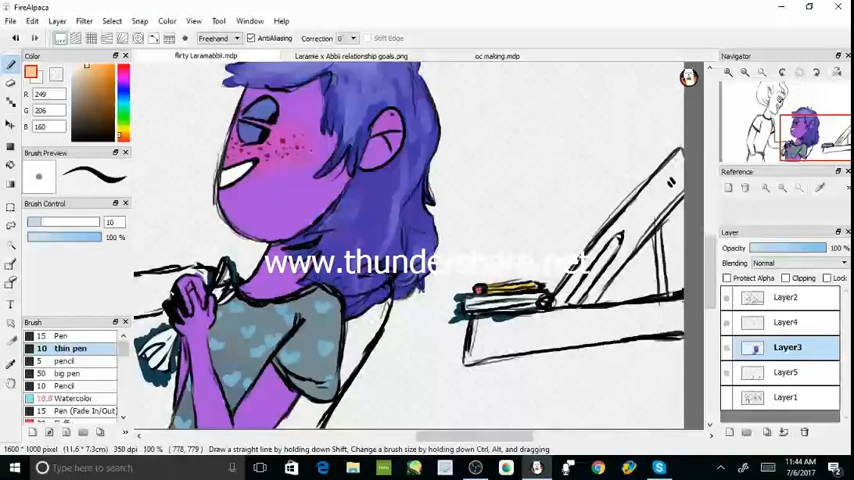 FireAlpaca
File Edit Layer Filter Select Snap Color View Tool Window Help
Freehand AntiAliasing Correction 0 Soft Edge
Color
flirty Laramabbii.mdp Larame x Abbii relationship goals.png oc making.mdp
Navigator
R 249
G 206
B 160
Brush Preview
Reference
Brush Control
10
100 %
Layer
Opacity 100 %
Blending Normal
Protect Alpha Clipping Lock
www.thundershare.net
Layer2
Layer4
Layer3
Layer5
Layer1
Brush
15 Pen
10 thin pen
5 pencil
50 big pen
10 Pencil
18.8 Watercolor
15 Pen (Fade In/Out)
1600 * 1000 pixel (11.6 * 7.3cm) 350 dpi 100 % (778, 779) Draw a straight line by holding down Shift, Change a brush size by holding down Ctrl, Alt, and dragging
Type here to search
11:44 AM
7/6/2017